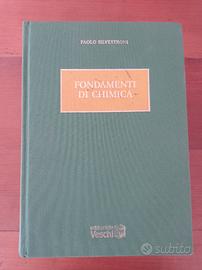 PAOLO SILVESTRONI
FONDAMENTI
DI CHIMICA
Veschi
subito